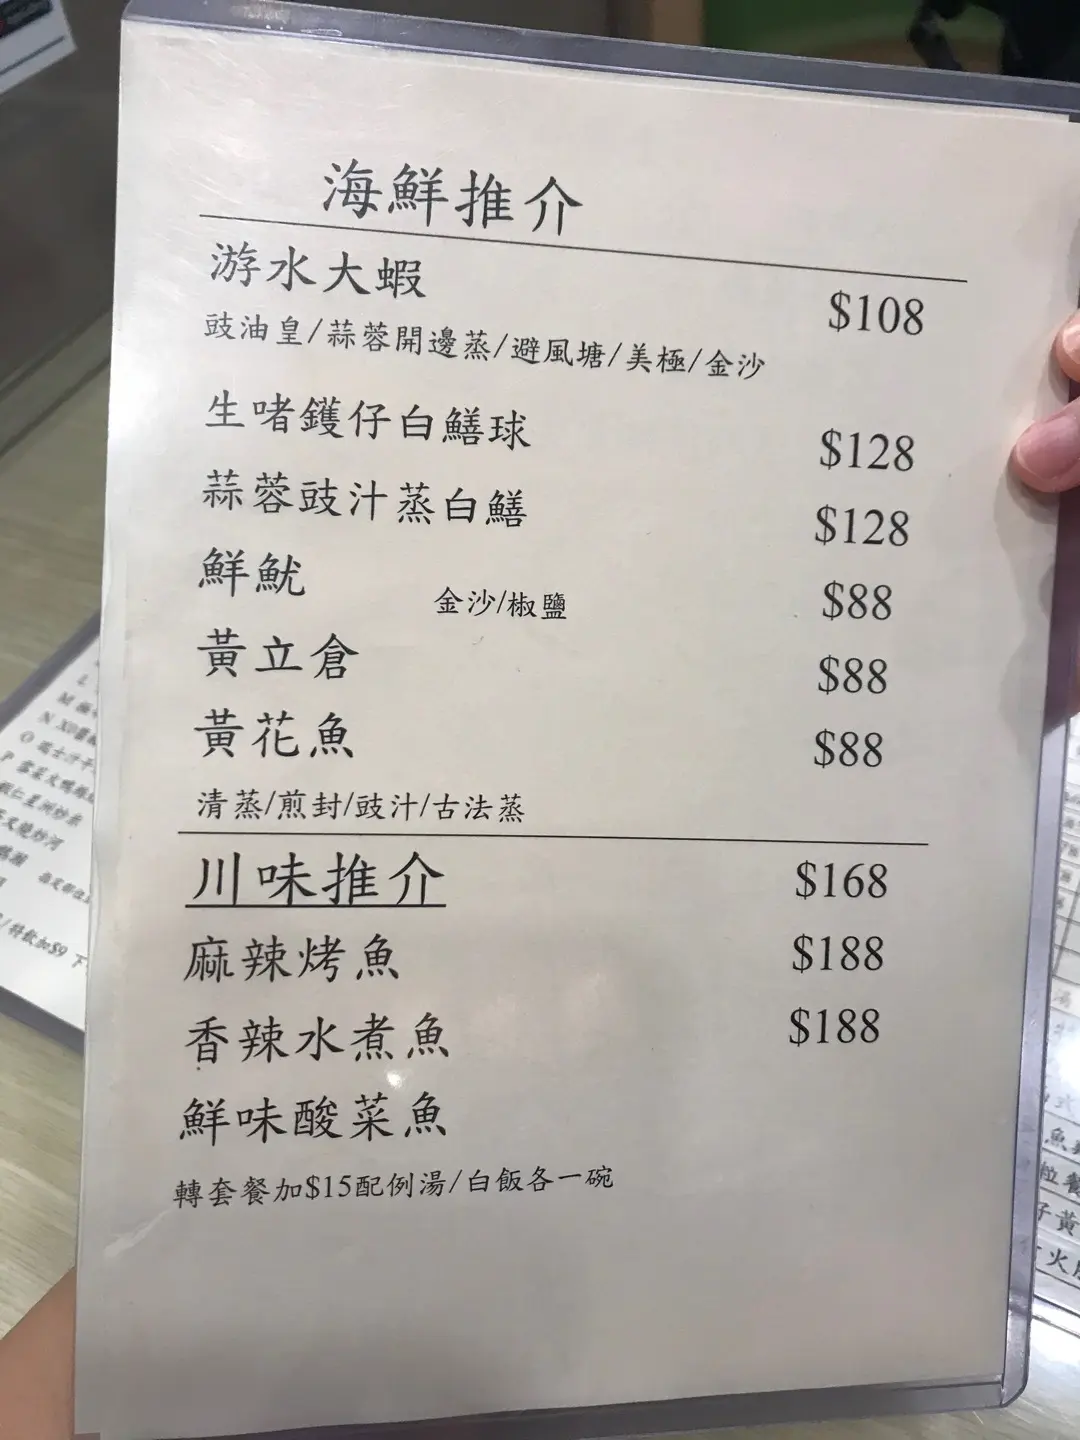 海鮮推介
游水大蝦 $108
豉油皇/蒜蓉開邊蒸/避風塘/美極/金沙
生啫鑊仔白鱔球 $128
蒜蓉豉汁蒸白鱔 $128
鮮魷 金沙/椒鹽 $88
黃立倉 $88
黃花魚 $88
清蒸/煎封/豉汁/古法蒸
川味推介 $168
麻辣烤魚 $188
香辣水煮魚 $188
鮮味酸菜魚
轉套餐加$15配例湯/白飯各一碗